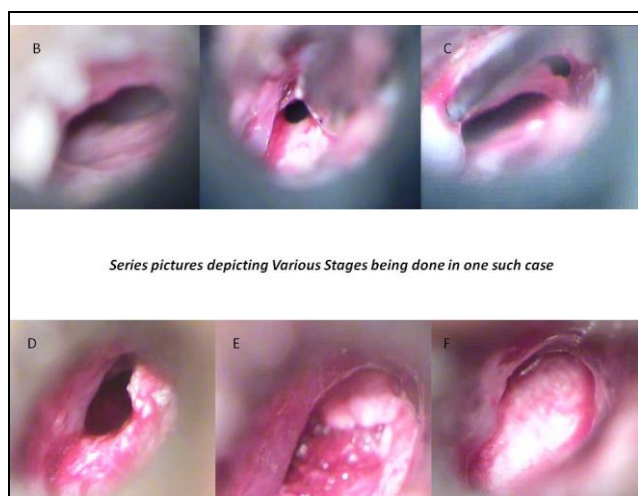 B
C
Series pictures depicting Various Stages being done in one such case
D
E
F